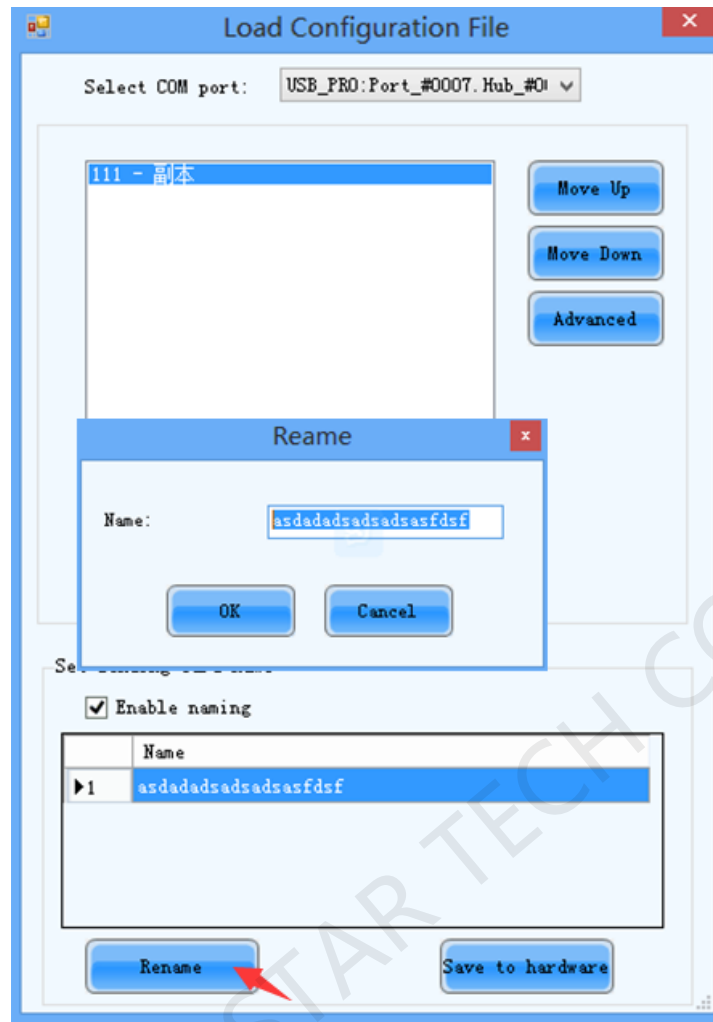 Load Configuration File
Select COM port: USB_PRO:Port_#0007.Hub_#0
111 - 副本
Move Up
Move Down
Advanced
Reame
Name: asdadadsadsadsasfdsf
OK
Cancel
Enable naming
Name
1 asdadadsadsadsasfdsf
Rename
Save to hardware
STAR TECH CO